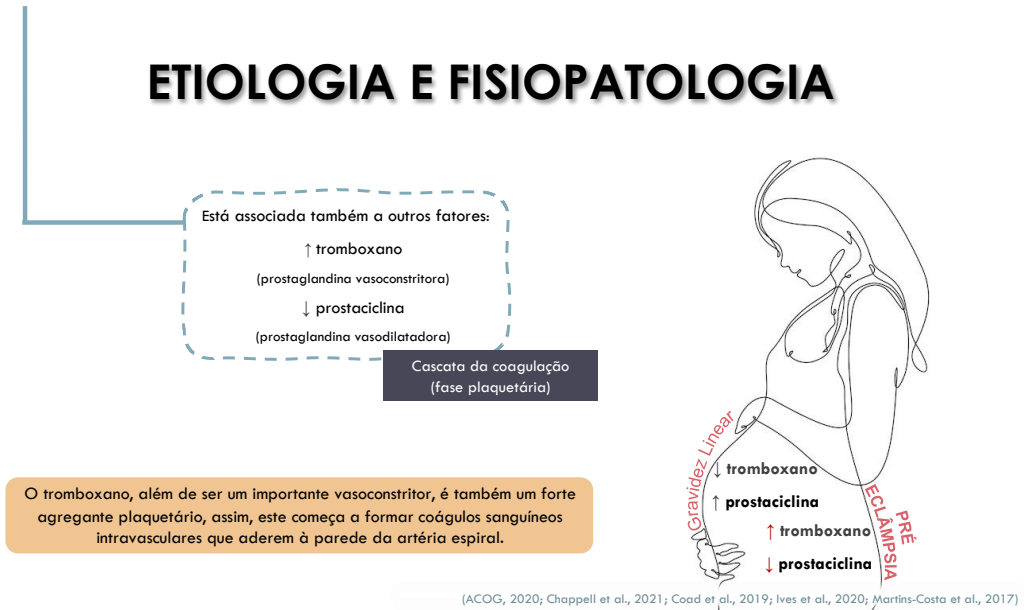 ETIOLOGIA E FISIOPATOLOGIA
Está associada também a outros fatores:
↑ tromboxano
(prostaglandina vasoconstritora)
↓ prostaciclina
(prostaglandina vasodilatadora)
Cascata da coagulação
(fase plaquetária)
O tromboxano, além de ser um importante vasoconstritor, é também um forte
agregante plaquetário, assim, este começa a formar coágulos sanguíneos
intravasculares que aderem à parede da artéria espiral.
Gravidez Linear
↓ tromboxano
↑ prostaciclina
↑ tromboxano
↓ prostaciclina
PRÉ
ECLÂMPSIA
(ACOG, 2020; Chappell et al., 2021; Coad et al., 2019; Ives et al., 2020; Martins-Costa et al., 2017)